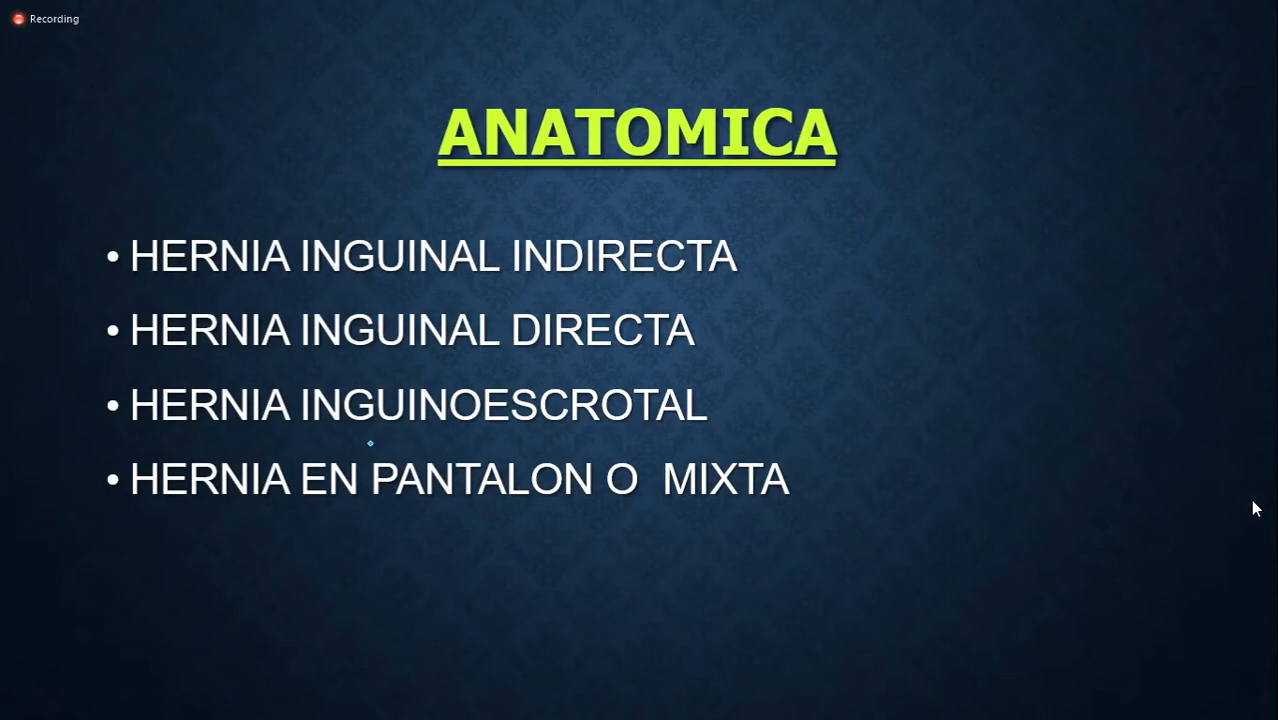 Recording
ANATOMICA
• HERNIA INGUINAL INDIRECTA
• HERNIA INGUINAL DIRECTA
• HERNIA INGUINOESCROTAL
• HERNIA EN PANTALON O  MIXTA